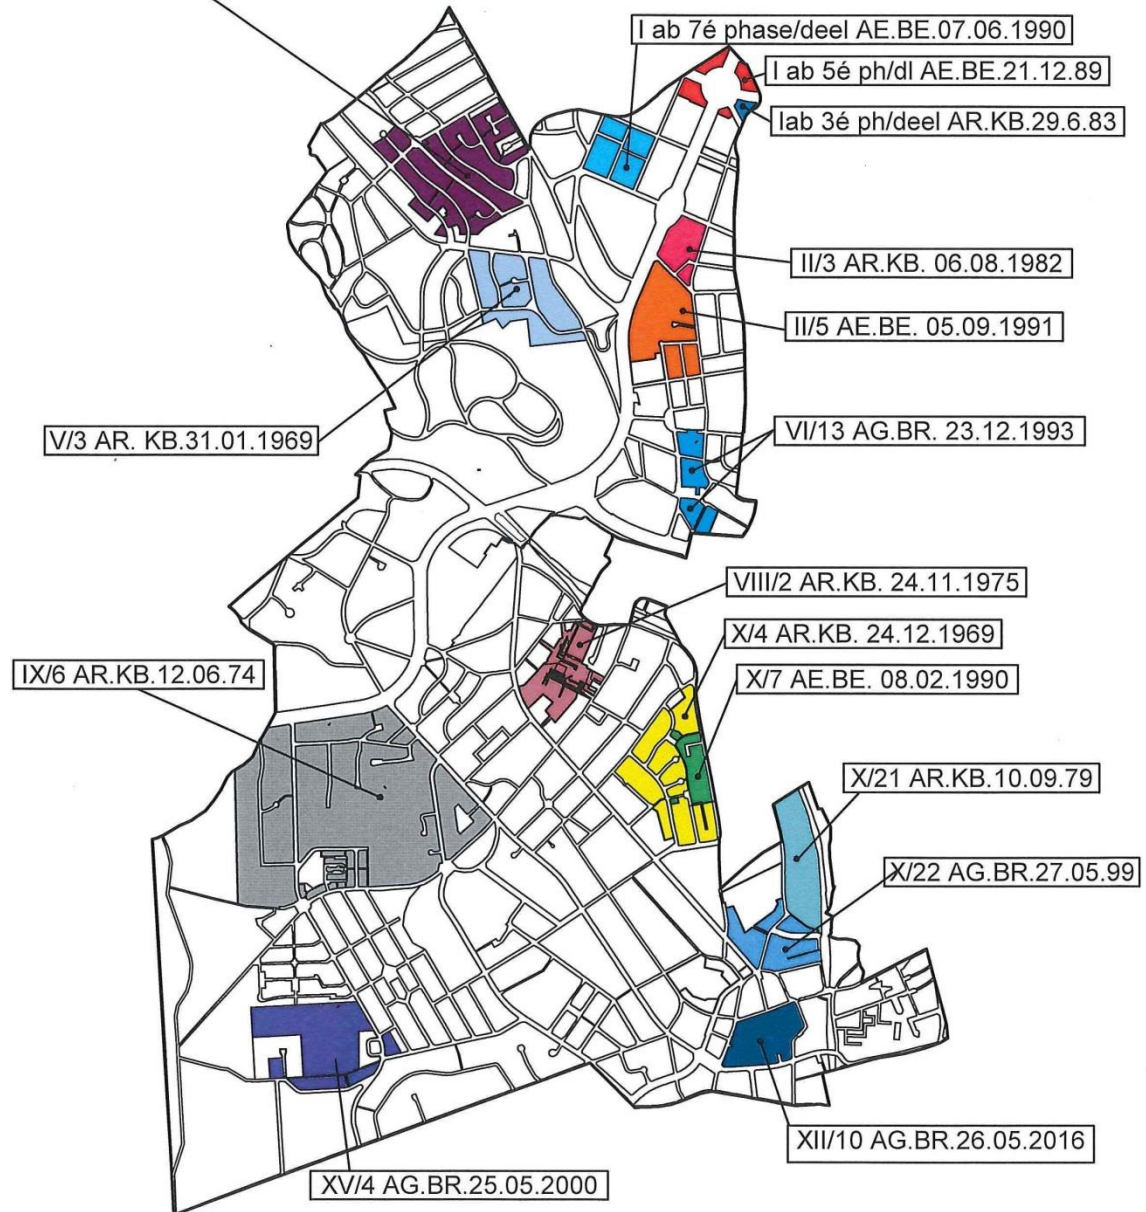 I ab 7é phase/deel AE.BE.07.06.1990
I ab 5é ph/dl AE.BE.21.12.89
Iab 3é ph/deel AR.KB.29.6.83
II/3 AR.KB. 06.08.1982
II/5 AE.BE. 05.09.1991
V/3 AR. KB.31.01.1969
VI/13 AG.BR. 23.12.1993
VIII/2 AR.KB. 24.11.1975
X/4 AR.KB. 24.12.1969
IX/6 AR.KB.12.06.74
X/7 AE.BE. 08.02.1990
X/21 AR.KB.10.09.79
X/22 AG.BR.27.05.99
XII/10 AG.BR.26.05.2016
XV/4 AG.BR.25.05.2000